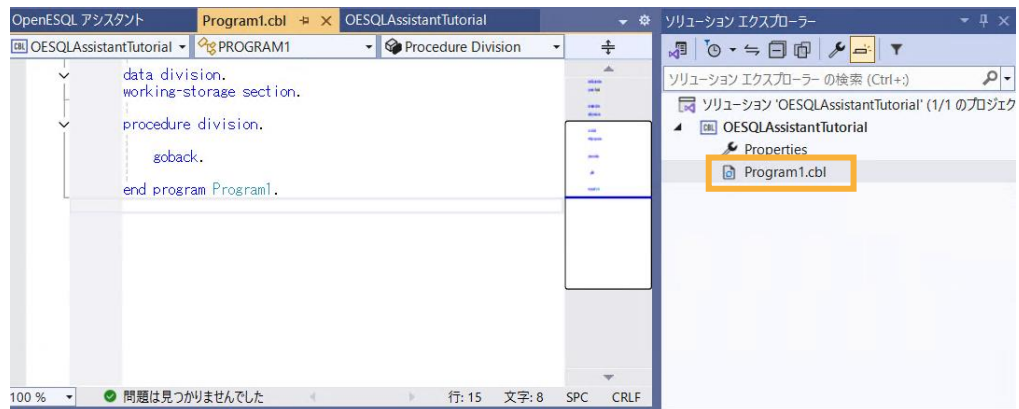 OpenESQL アシスタント
Program1.cbl
OESQLAssistantTutorial
OESQLAssistantTutorial
PROGRAM1
Procedure Division
data division.
working-storage section.
procedure division.
goback.
end program Program1.
100 %
問題は見つかりませんでした
行: 15
文字: 8
SPC
CRLF
ソリューション エクスプローラー
ソリューション エクスプローラー の検索 (Ctrl+;)
ソリューション 'OESQLAssistantTutorial' (1/1 のプロジェク
CBL OESQLAssistantTutorial
Properties
Program1.cbl